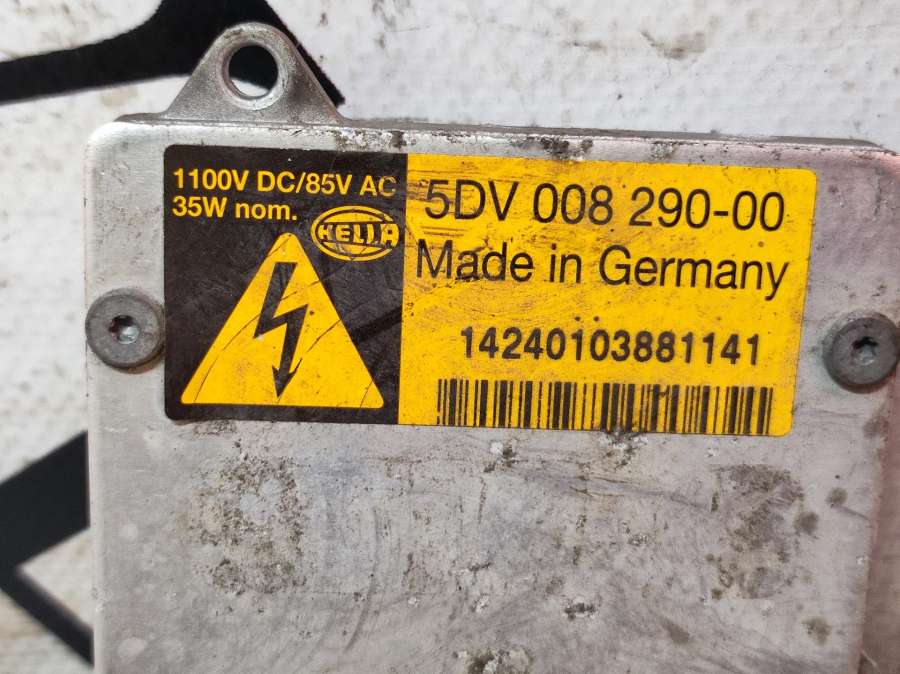 1100V DC/85V AC
35W nom.
HELLA
5DV 008 290-00
Made in Germany
14240103881141